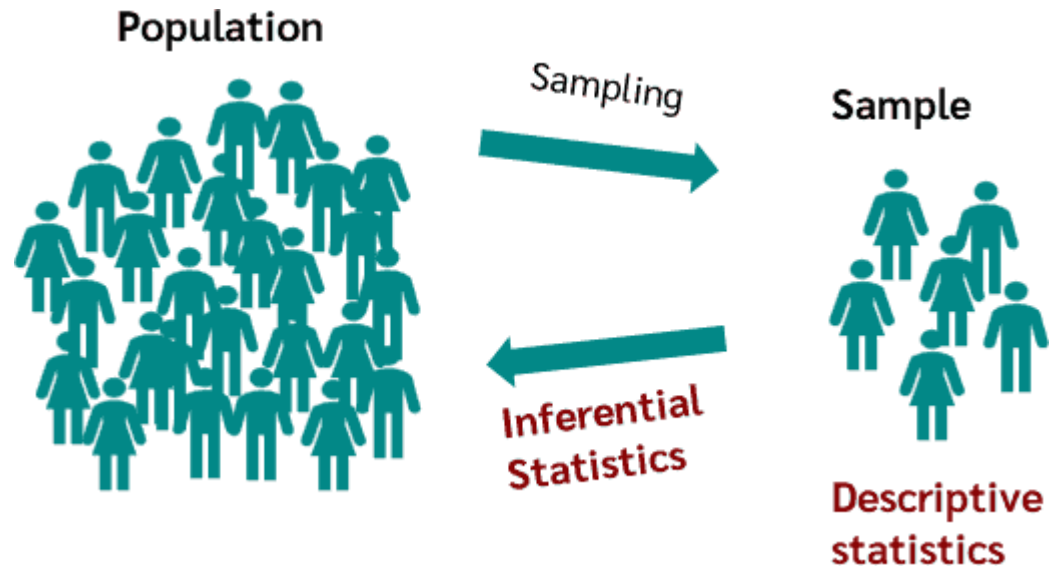 Population
Sampling
Sample
Inferential
Statistics
Descriptive
statistics